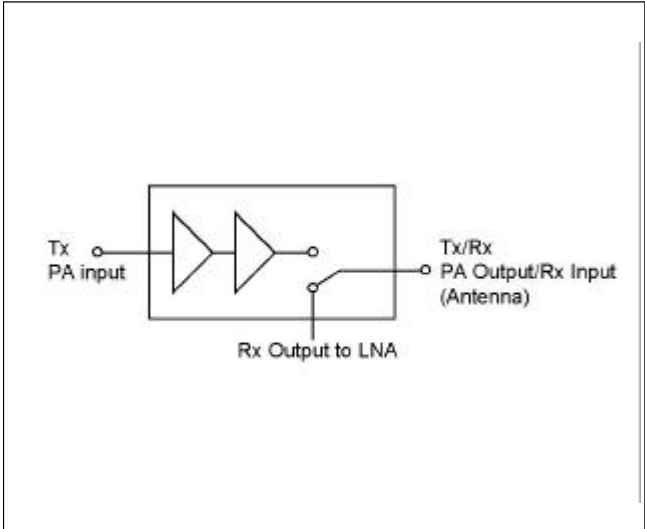 Tx
PA input
Tx/Rx
PA Output/Rx Input
(Antenna)
Rx Output to LNA